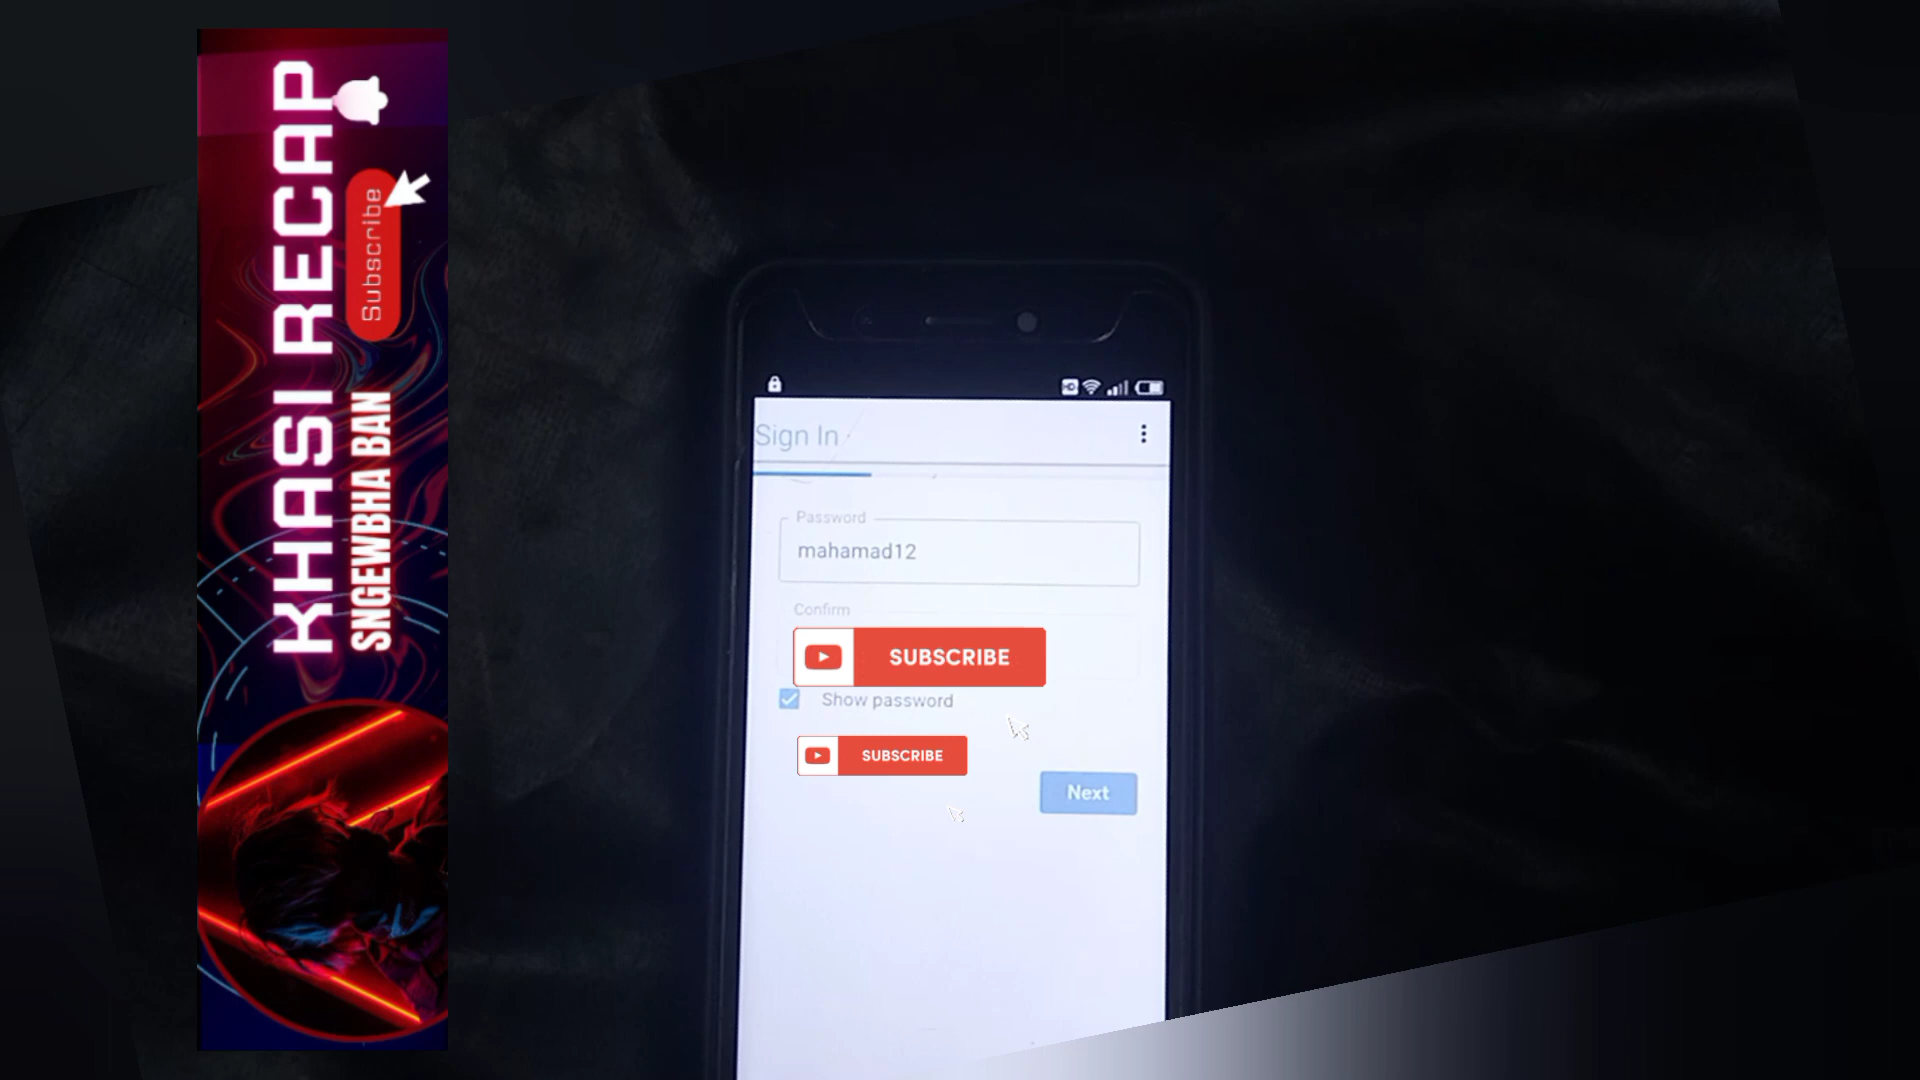 KHASI RECAP
Subscribe
SNGEWBHA BAN
Sign In
Password
mahamad12
Confirm
SUBSCRIBE
Show password
SUBSCRIBE
Next